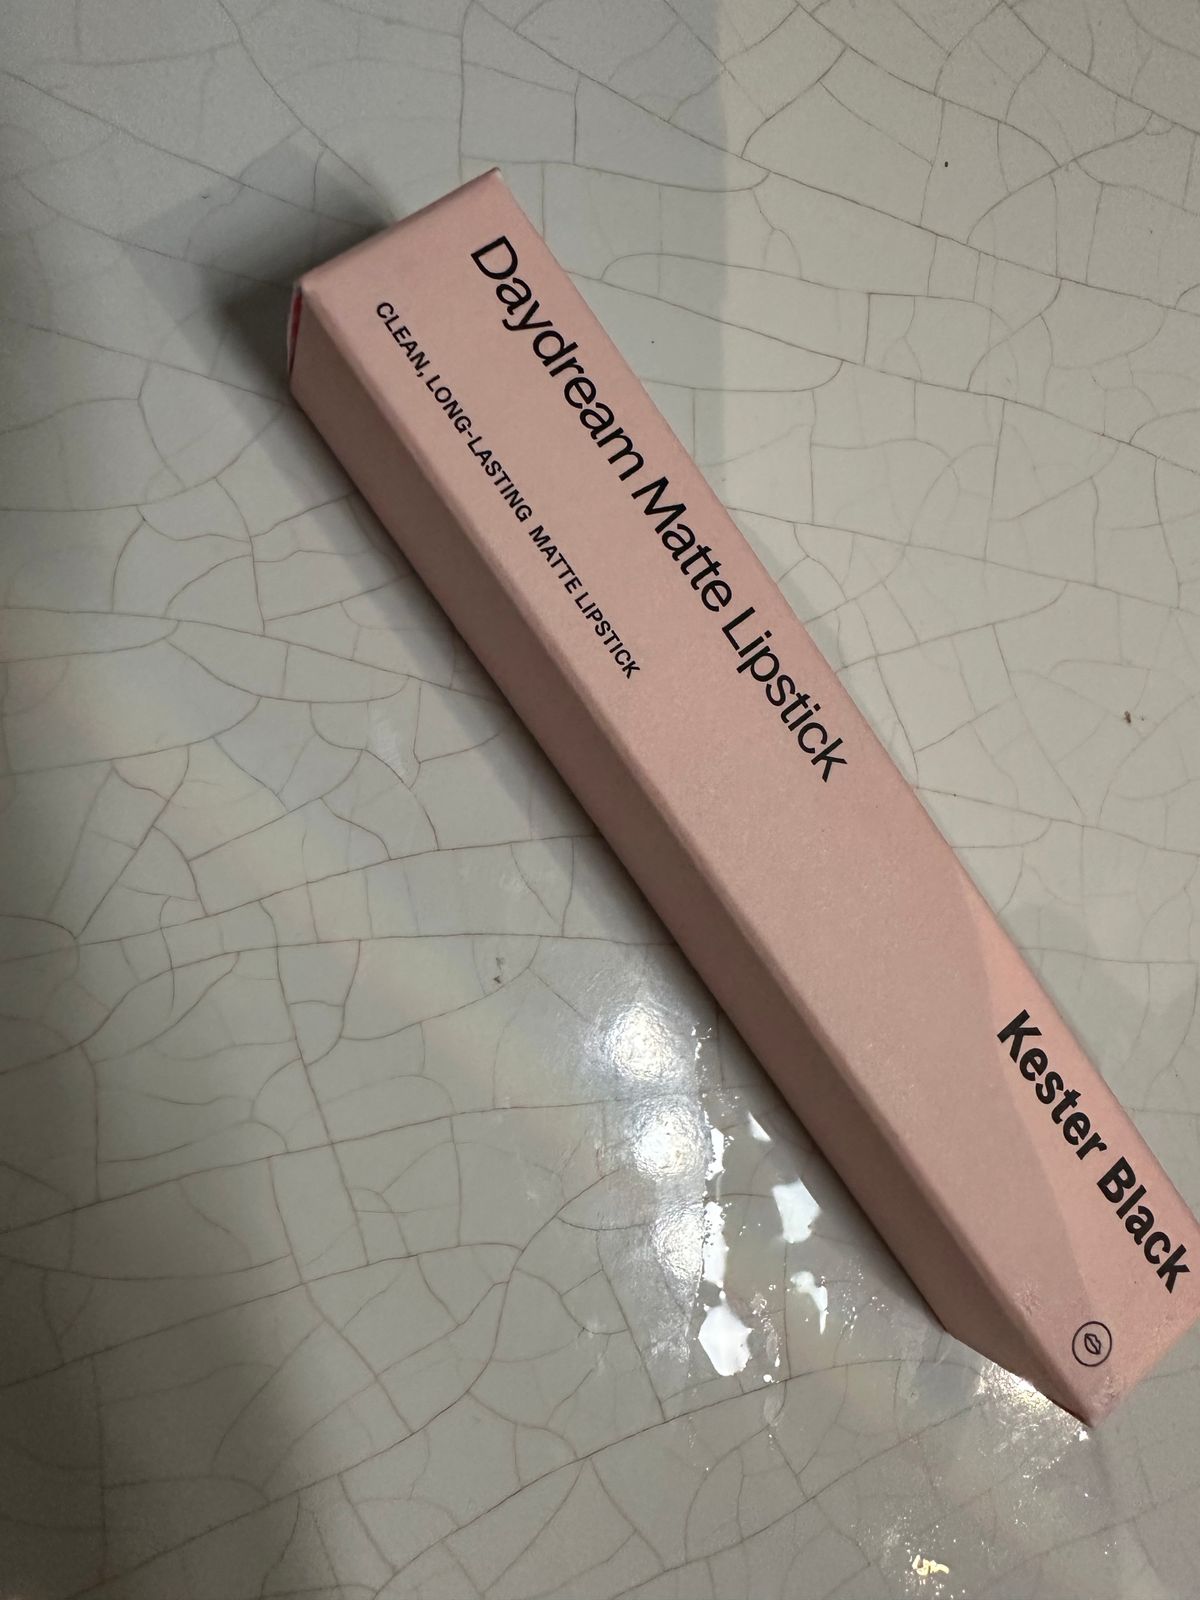 Daydream Matte Lipstick
CLEAN, LONG-LASTING MATTE LIPSTICK
Kester Black